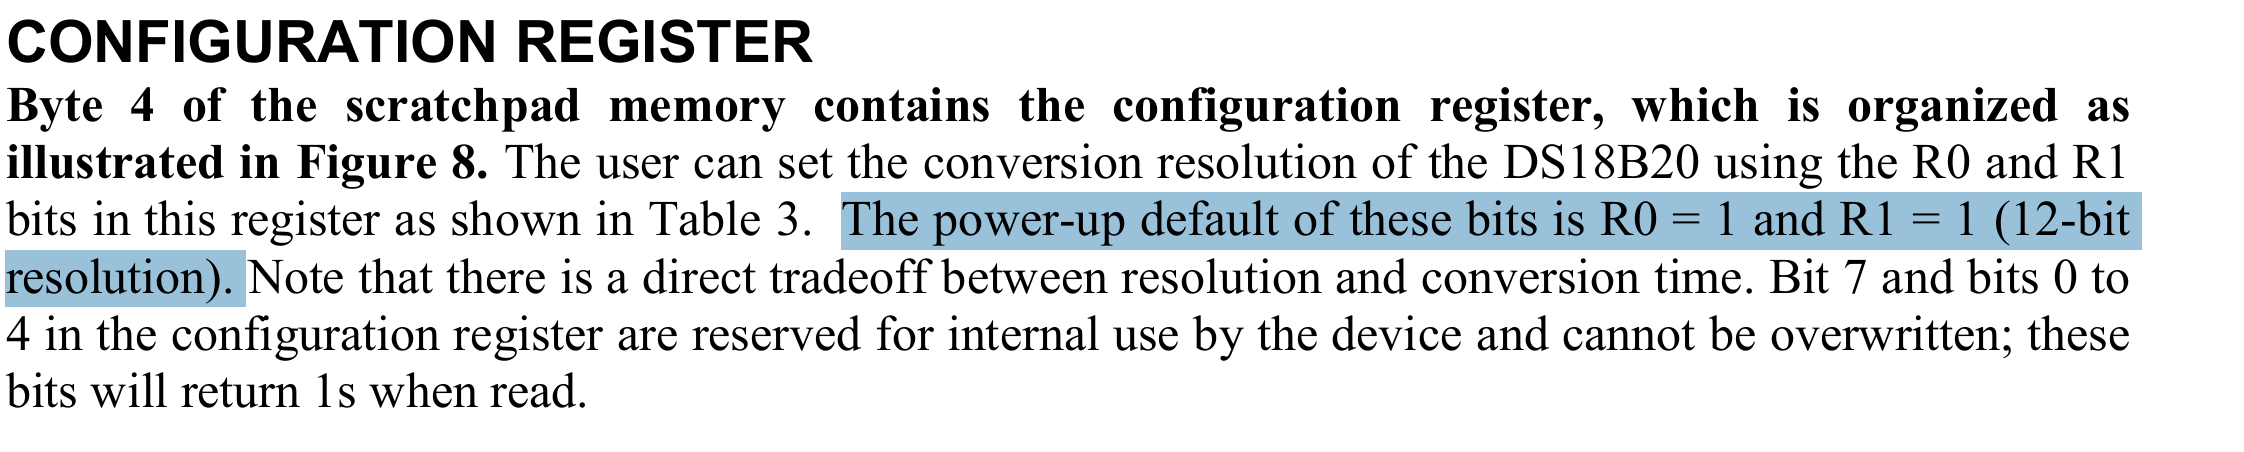 CONFIGURATION REGISTER
Byte 4 of the scratchpad memory contains the configuration register, which is organized as
illustrated in Figure 8. The user can set the conversion resolution of the DS18B20 using the R0 and R1
bits in this register as shown in Table 3. The power-up default of these bits is R0 = 1 and R1 = 1 (12-bit
resolution). Note that there is a direct tradeoff between resolution and conversion time. Bit 7 and bits 0 to
4 in the configuration register are reserved for internal use by the device and cannot be overwritten; these
bits will return 1s when read.